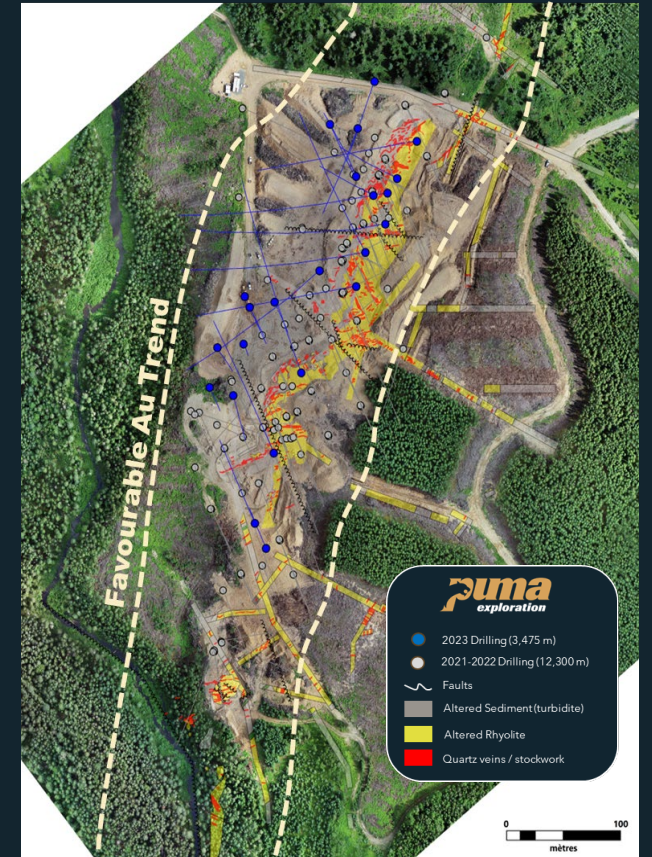 Favourable Au Trend
puma
exploration
2023 Drilling (3,475 m)
2021-2022 Drilling (12,300 m)
Faults
Altered Sediment (turbidite)
Altered Rhyolite
Quartz veins / stockwork
0 100
mètres